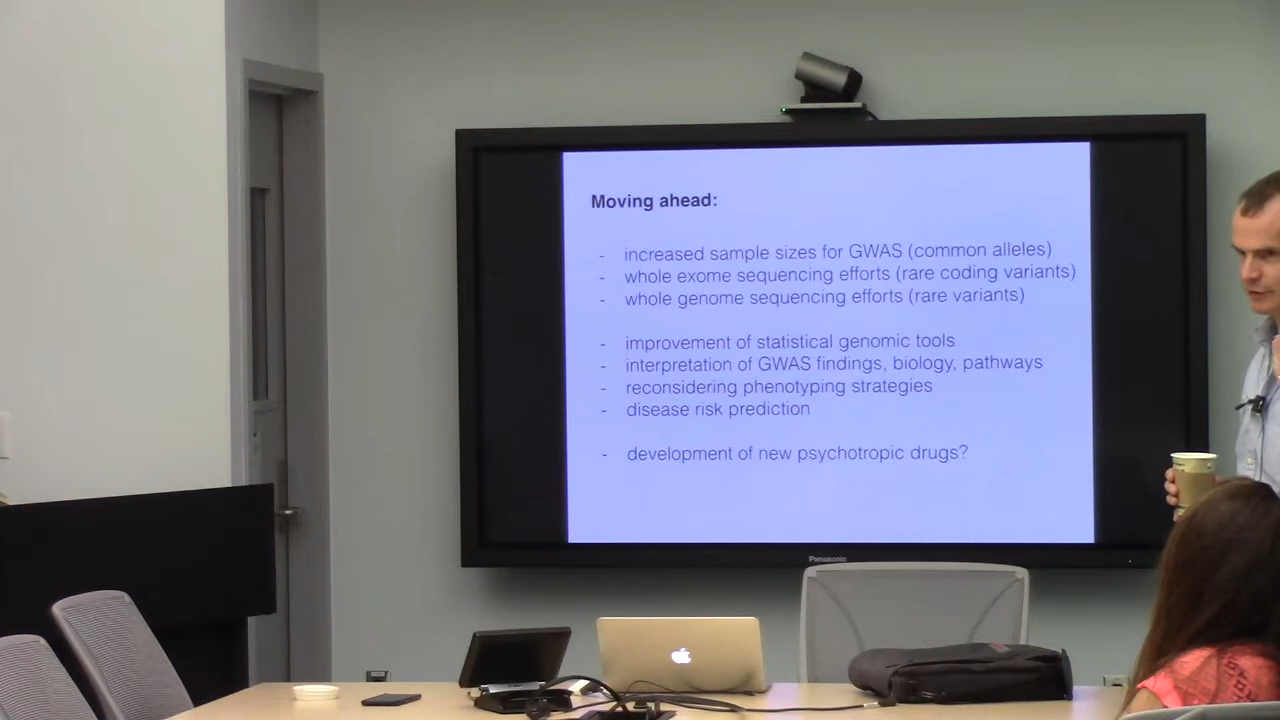 Moving ahead:
- increased sample sizes for GWAS (common alleles)
- whole exome sequencing efforts (rare coding variants)
- whole genome sequencing efforts (rare variants)
- improvement of statistical genomic tools
- interpretation of GWAS findings, biology, pathways
- reconsidering phenotyping strategies
- disease risk prediction
- development of new psychotropic drugs?
Panasonic